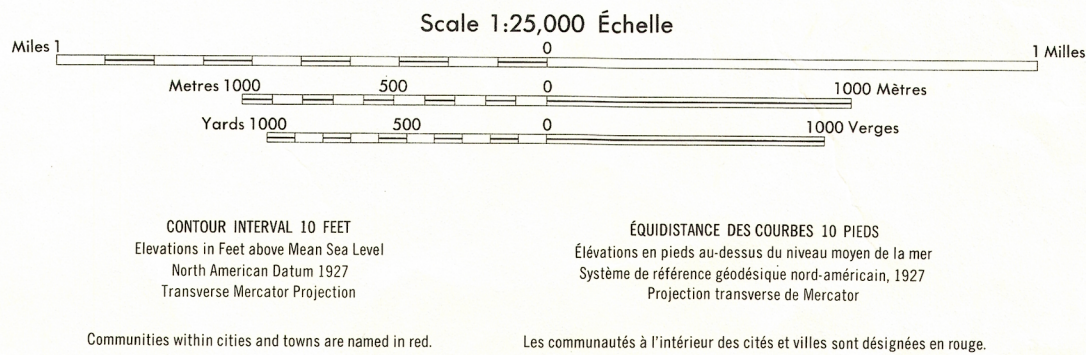 Scale 1:25,000 Échelle
Miles 1 0 1 Milles
Metres 1000 500 0 1000 Mètres
Yards 1000 500 0 1000 Verges
CONTOUR INTERVAL 10 FEET
Elevations in Feet above Mean Sea Level
North American Datum 1927
Transverse Mercator Projection
Communities within cities and towns are named in red.
ÉQUIDISTANCE DES COURBES 10 PIEDS
Élévations en pieds au-dessus du niveau moyen de la mer
Système de référence géodésique nord-américain, 1927
Projection transverse de Mercator
Les communautés à l'intérieur des cités et villes sont désignées en rouge.